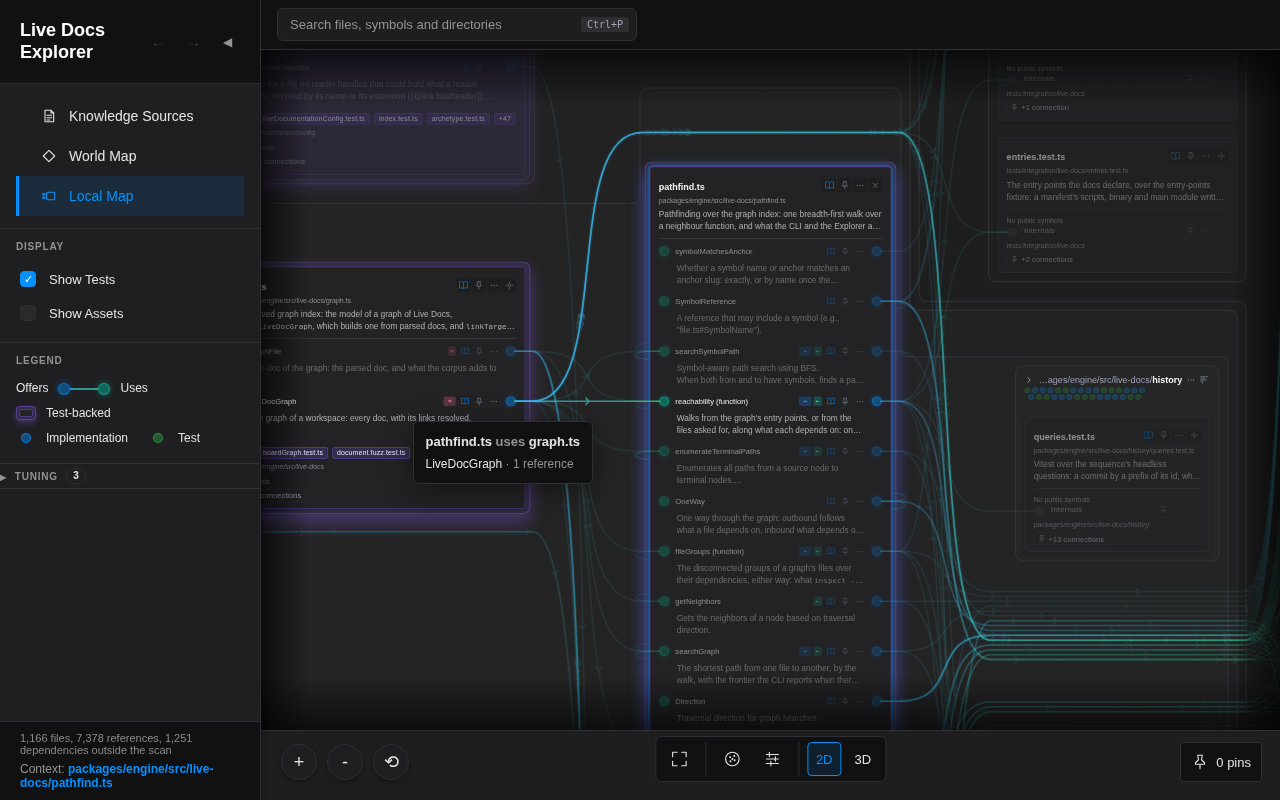 Live Docs
Explorer
Search files, symbols and directories
Ctrl+P
Knowledge Sources
World Map
Local Map
DISPLAY
Show Tests
Show Assets
LEGEND
Offers
Uses
Test-backed
Implementation
Test
TUNING
3
1,166 files, 7,378 references, 1,251
dependencies outside the scan
Context: packages/engine/src/live-
docs/pathfind.ts
index.test.ts
archetype.test.ts
+47
connections
/engine/src/live-docs/graph.ts
ved graph index: the model of a graph of Live Docs,
iveDocGraph, which builds one from parsed docs, and linkTarge…
doc of the graph: the parsed doc, and what the corpus adds to
DocGraph
graph of a workspace: every doc, with its links resolved.
boardGraph.test.ts
document.fuzz.test.ts
/engine/src/live-docs
connections
pathfind.ts uses graph.ts
LiveDocGraph · 1 reference
pathfind.ts
packages/engine/src/live-docs/pathfind.ts
Pathfinding over the graph index: one breadth-first walk over
a neighbour function, and what the CLI and the Explorer a…
symbolMatchesAnchor
Whether a symbol name or anchor matches an
anchor slug: exactly, or by name once the…
SymbolReference
A reference that may include a symbol (e.g.,
"file.ts#SymbolName").
searchSymbolPath
Symbol-aware path search using BFS.
When both from and to have symbols, finds a pa…
reachability (function)
Walks from the graph's entry points, or from the
files asked for, along what each depends on: on…
enumerateTerminalPaths
Enumerates all paths from a source node to
terminal nodes.…
OneWay
One way through the graph: outbound follows
what a file depends on, inbound what depends o…
fileGroups (function)
The disconnected groups of a graph's files over
their dependencies, either way: what inspect -…
getNeighbors
Gets the neighbors of a node based on traversal
direction.
searchGraph
The shortest path from one file to another, by the
walk, with the frontier the CLI reports when ther…
Direction
Traversal direction for graph searches.
No public symbols
Internals
tests/integration/live-docs
+1 connection
entries.test.ts
tests/integration/live-docs/entries.test.ts
The entry points the docs declare, over the entry-points
fixture: a manifest's scripts, binary and main module writt…
No public symbols
Internals
tests/integration/live-docs
+2 connections
…ages/engine/src/live-docs/history
queries.test.ts
packages/engine/src/live-docs/history/queries.test.ts
Vitest over the sequence's headless
questions: a commit by a prefix of its id, wh…
No public symbols
Internals
packages/engine/src/live-docs/history
+13 connections
+
-
2D
3D
0 pins